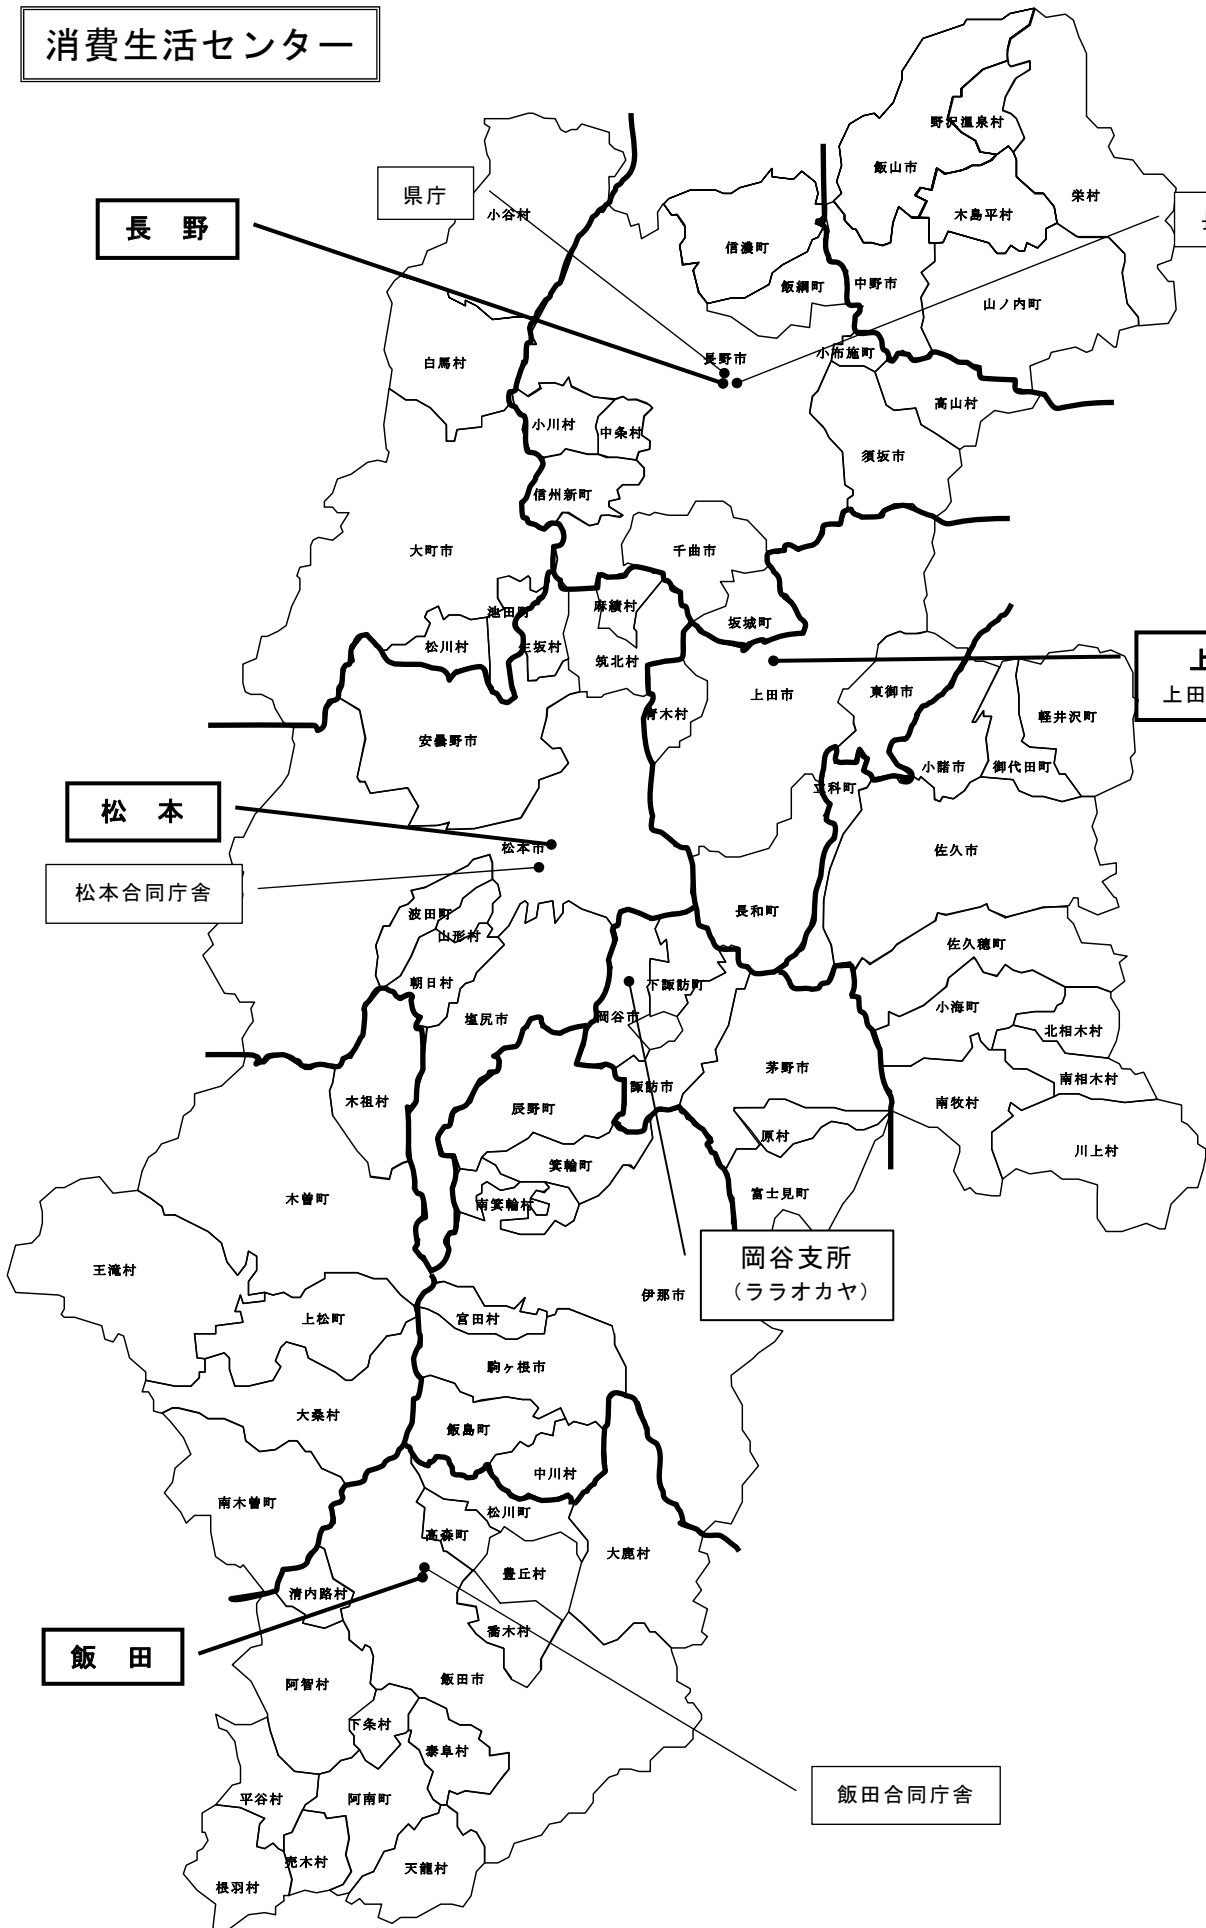 消費生活センター
野沢温泉村
飯山市
県庁
栄村
小谷村
木島平村
長　野
長
信濃町
飯綱町
中野市
山ノ内町
小布施町
長野市
白馬村
高山村
小川村
中条村
須坂市
信州新町
大町市
千曲市
麻績村
池田町
坂城町
松川村
生坂村
筑北村
上
上田
上田市
東御市
青木村
軽井沢町
安曇野市
小諸市
御代田町
立科町
松　本
松本市
佐久市
松本合同庁舎
波田町
長和町
山形村
佐久穂町
朝日村
下諏訪町
小海町
塩尻市
岡谷市
北相木村
茅野市
南相木村
諏訪市
木祖村
辰野町
南牧村
原村
川上村
箕輪町
富士見町
木曽町
南箕輪村
岡谷支所
（ララオカヤ）
王滝村
伊那市
上松町
宮田村
駒ヶ根市
大桑村
飯島町
中川村
南木曽町
松川町
高森町
大鹿村
豊丘村
清内路村
喬木村
飯　田
飯田市
阿智村
下条村
泰阜村
飯田合同庁舎
平谷村
阿南町
売木村
天龍村
根羽村